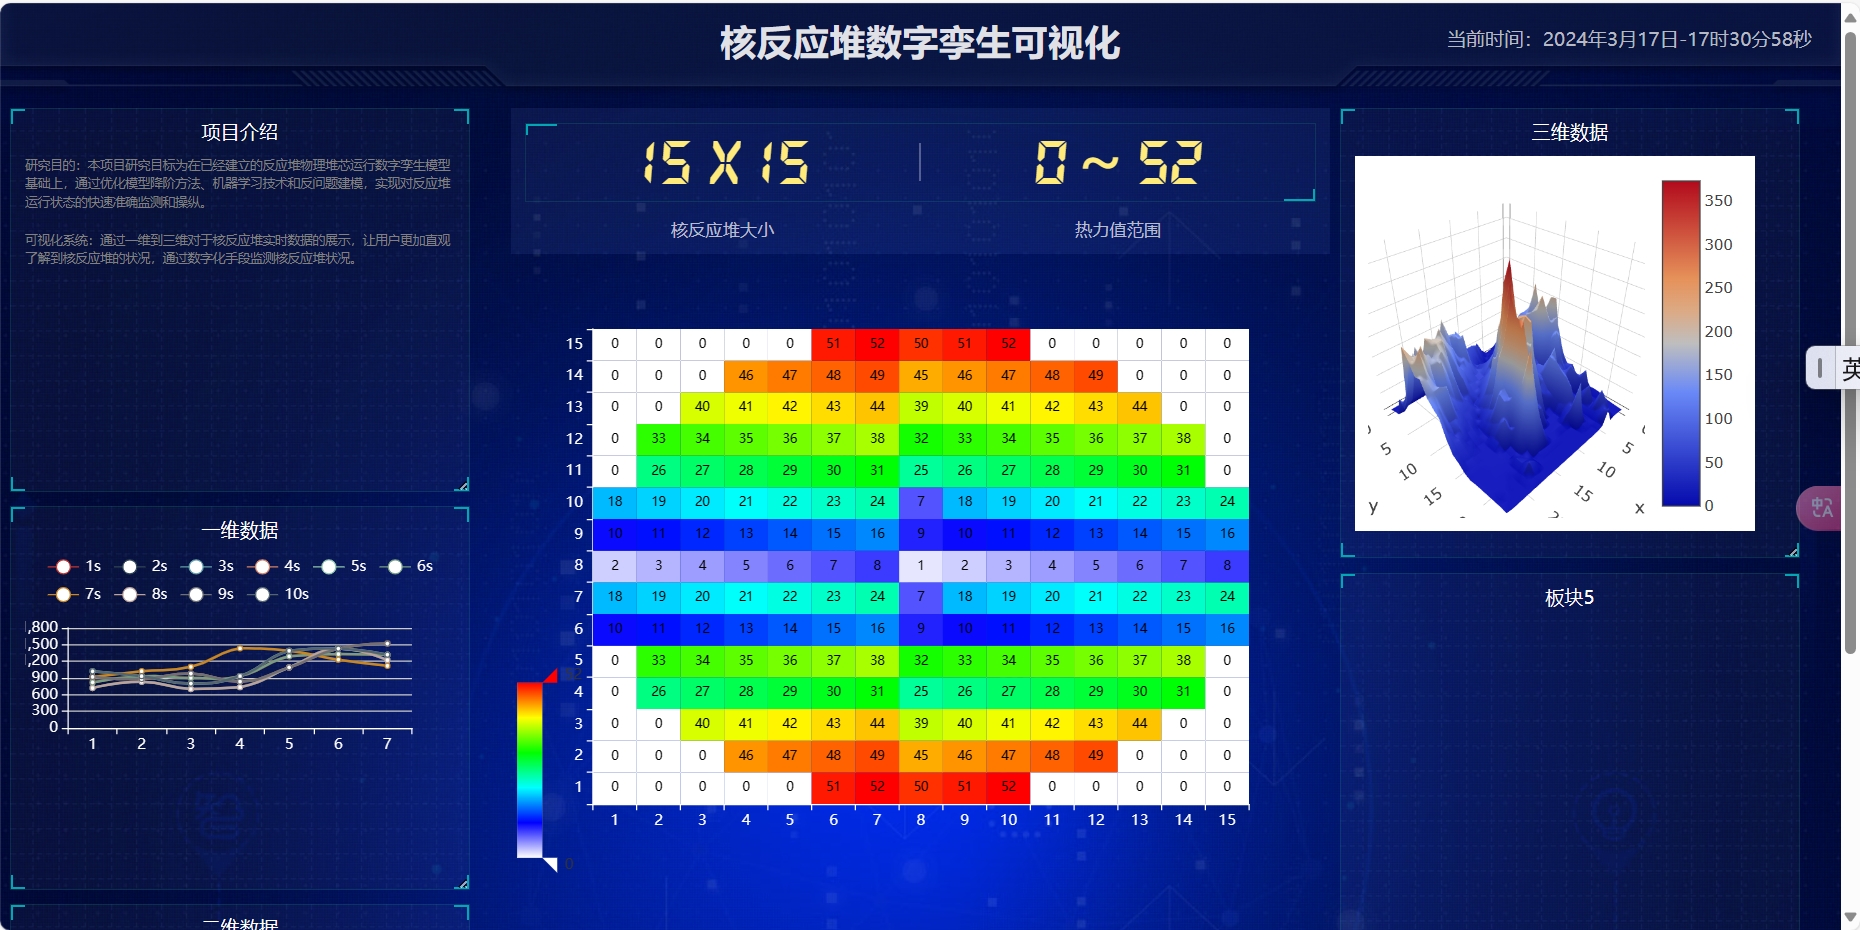 核反应堆数字孪生可视化
当前时间：2024年3月17日-17时30分58秒
项目介绍
研究目的：本项目研究目标为在已经建立的反应堆物理堆芯运行数字孪生模型
基础上，通过优化模型降阶方法、机器学习技术和反问题建模，实现对反应堆
运行状态的快速准确监测和操纵。
可视化系统：通过一维到三维对于核反应堆实时数据的展示，让用户更加直观
了解到核反应堆的状况，通过数字化手段监测核反应堆状况。
一维数据
1s 2s 3s 4s 5s 6s
7s 8s 9s 10s
,800
,500
,200
900
600
300
0
1 2 3 4 5 6 7
二维数据
15X15
0~52
核反应堆大小
热力值范围
15 0 0 0 0 0 51 52 50 51 52 0 0 0 0 0
14 0 0 0 46 47 48 49 45 46 47 48 49 0 0 0
13 0 0 40 41 42 43 44 39 40 41 42 43 44 0 0
12 0 33 34 35 36 37 38 32 33 34 35 36 37 38 0
11 0 26 27 28 29 30 31 25 26 27 28 29 30 31 0
10 18 19 20 21 22 23 24 7 18 19 20 21 22 23 24
9 10 11 12 13 14 15 16 9 10 11 12 13 14 15 16
8 2 3 4 5 6 7 8 1 2 3 4 5 6 7 8
7 18 19 20 21 22 23 24 7 18 19 20 21 22 23 24
6 10 11 12 13 14 15 16 9 10 11 12 13 14 15 16
5 0 33 34 35 36 37 38 32 33 34 35 36 37 38 0
4 0 26 27 28 29 30 31 25 26 27 28 29 30 31 0
3 0 0 40 41 42 43 44 39 40 41 42 43 44 0 0
2 0 0 0 46 47 48 49 45 46 47 48 49 0 0 0
1 0 0 0 0 0 51 52 50 51 52 0 0 0 0 0
1 2 3 4 5 6 7 8 9 10 11 12 13 14 15
0
三维数据
350
300
250
200
150
100
50
0
5
10
15
y
5
10
15
x
板块5
英
中A